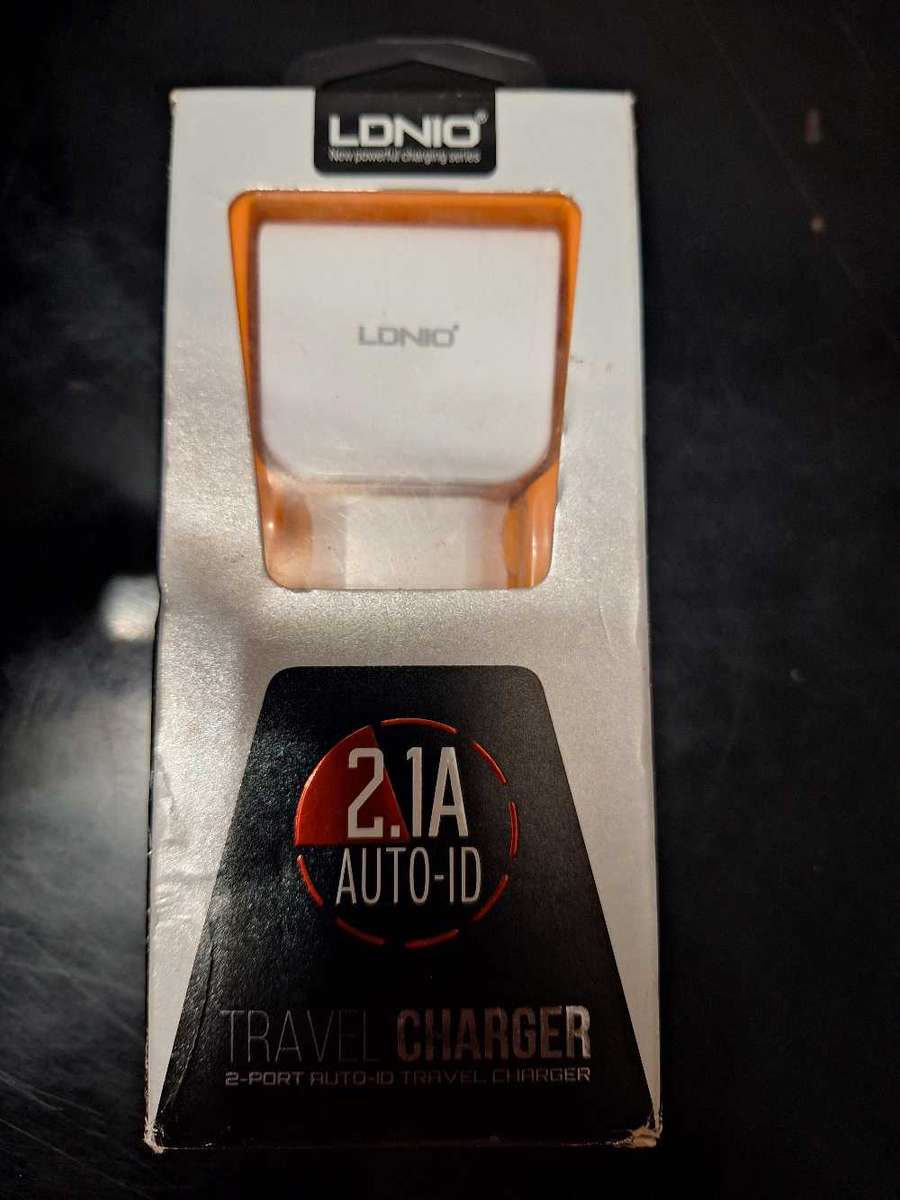 LDNIO®
New powerful charging series
LDNIO®
2.1A
AUTO-ID
TRAVEL CHARGER
2-PORT AUTO-ID TRAVEL CHARGER